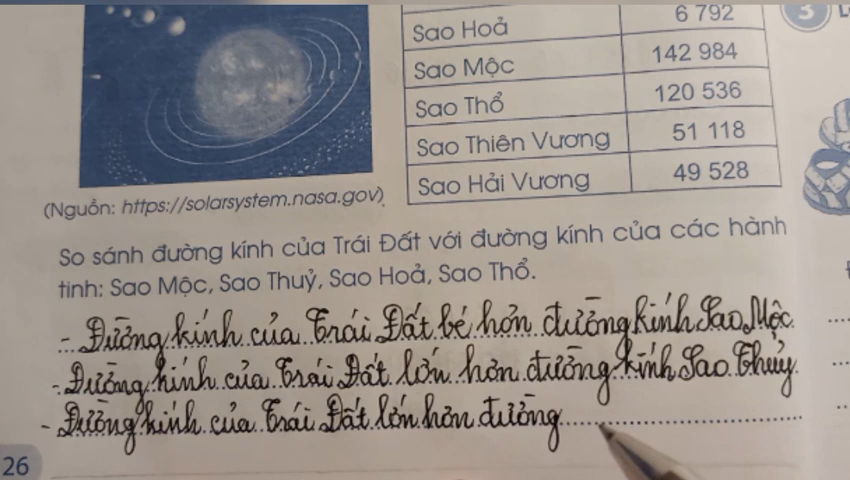 Sao Hoả 6 792
3 L
Sao Mộc 142 984
Sao Thổ 120 536
Sao Thiên Vương 51 118
Sao Hải Vương 49 528
(Nguồn: https://solarsystem.nasa.gov)
So sánh đường kính của Trái Đất với đường kính của các hành
tinh: Sao Mộc, Sao Thuỷ, Sao Hoả, Sao Thổ.
- Đường kính của Trái Đất bé hơn đường kính Sao Mộc.
- Đường kính của Trái Đất lớn hơn đường kính Sao Thủy.
- Đường kính của Trái Đất lớn hơn đường
26